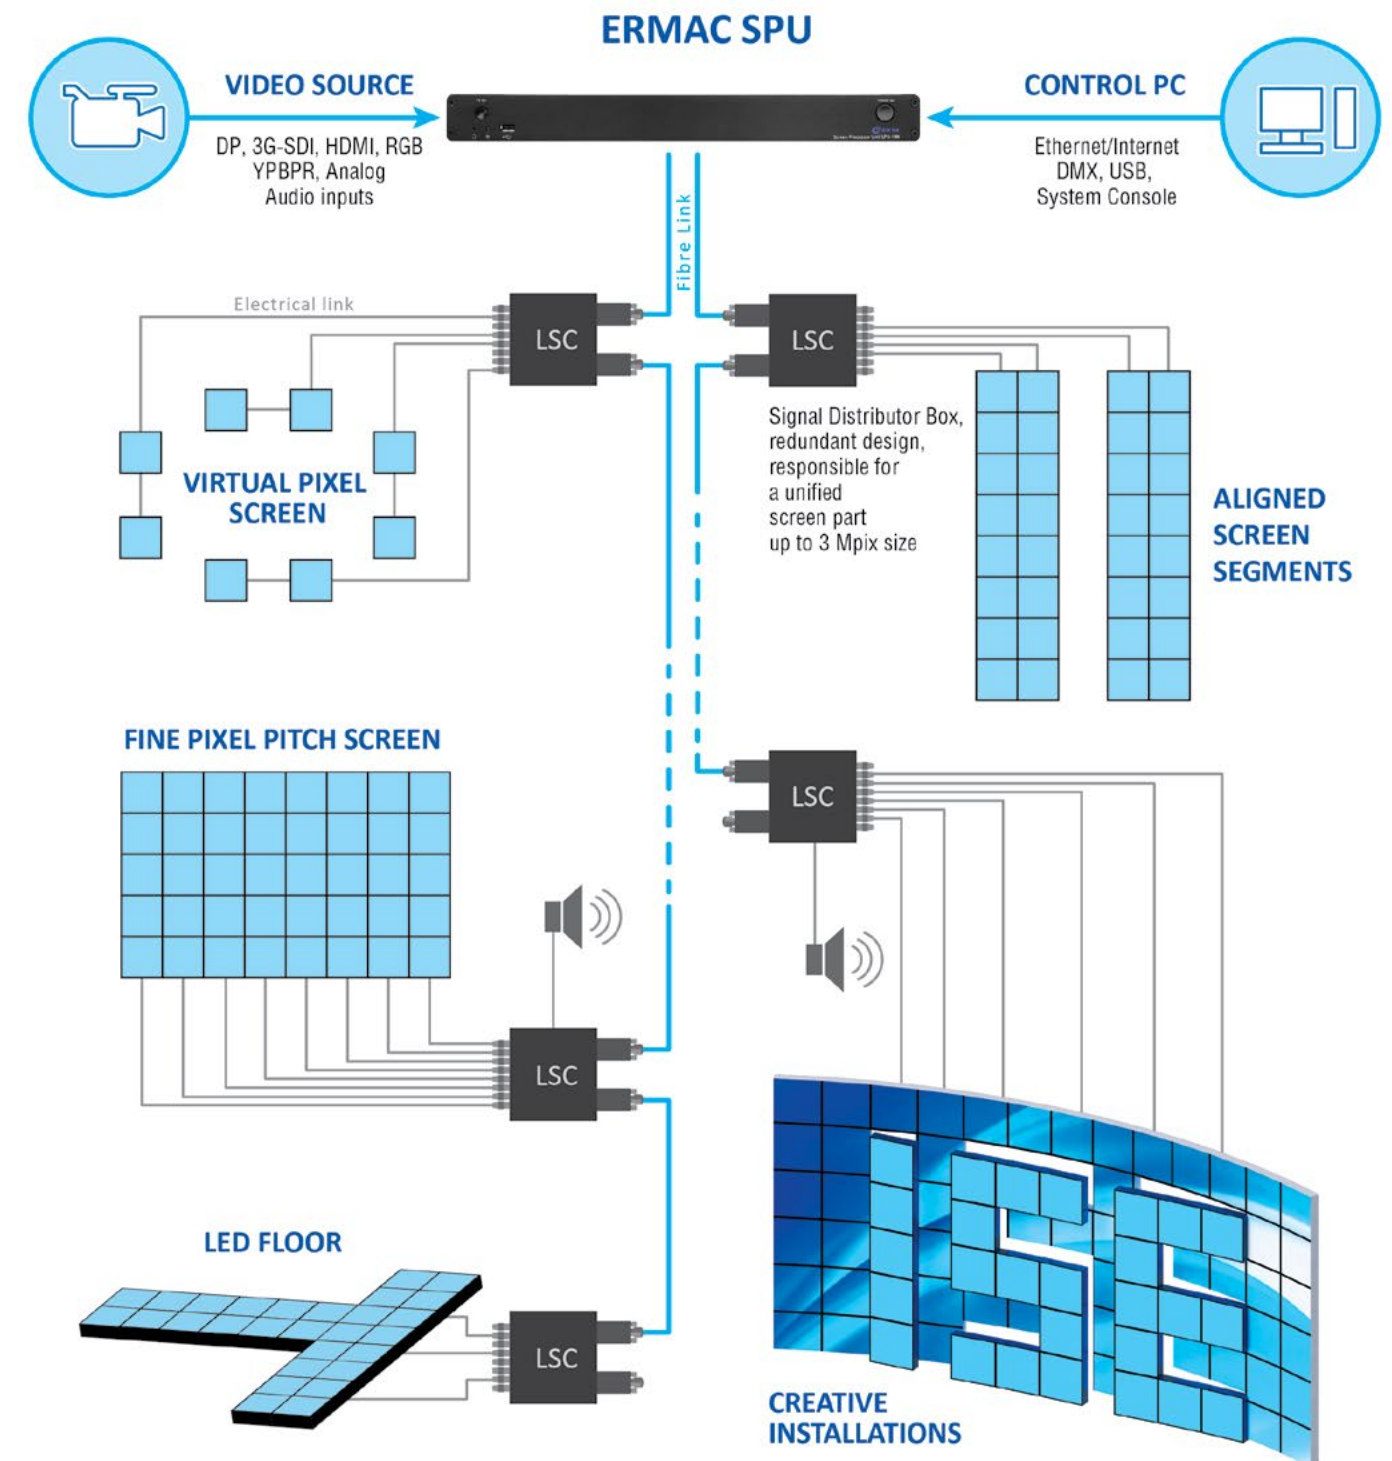 ERMAC SPU
VIDEO SOURCE
DP, 3G-SDI, HDMI, RGB
YPBPR, Analog
Audio inputs
CONTROL PC
Ethernet/Internet
DMX, USB,
System Console
Fibre Link
Electrical link
LSC
LSC
Signal Distributor Box,
redundant design,
responsible for
a unified
screen part
up to 3 Mpix size
VIRTUAL PIXEL
SCREEN
ALIGNED
SCREEN
SEGMENTS
FINE PIXEL PITCH SCREEN
LSC
LSC
LED FLOOR
LSC
ISE
CREATIVE
INSTALLATIONS